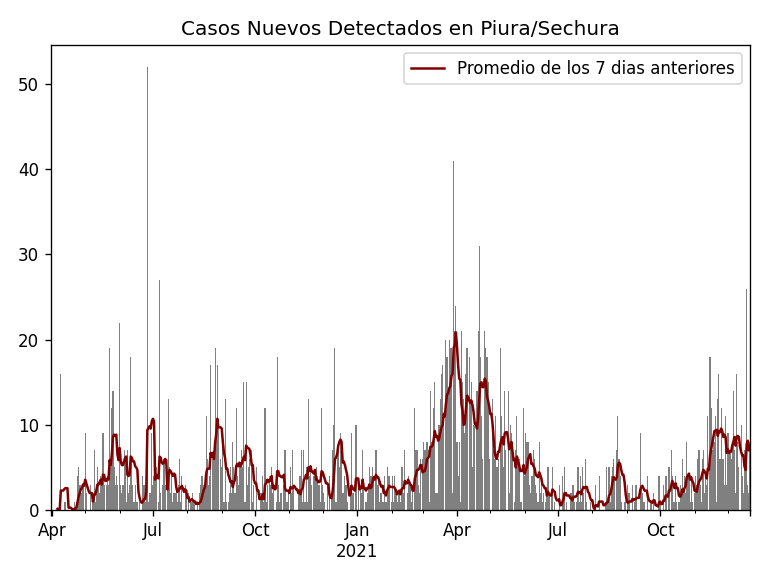 Casos Nuevos Detectados en Piura/Sechura
Promedio de los 7 dias anteriores
50
40
30
20
10
0
Apr Jul Oct Jan Apr Jul Oct
2021